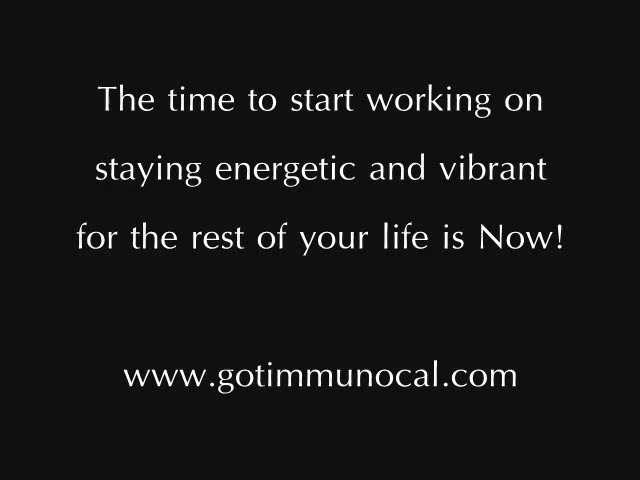 The time to start working on
staying energetic and vibrant
for the rest of your life is Now!
www.gotimmunocal.com